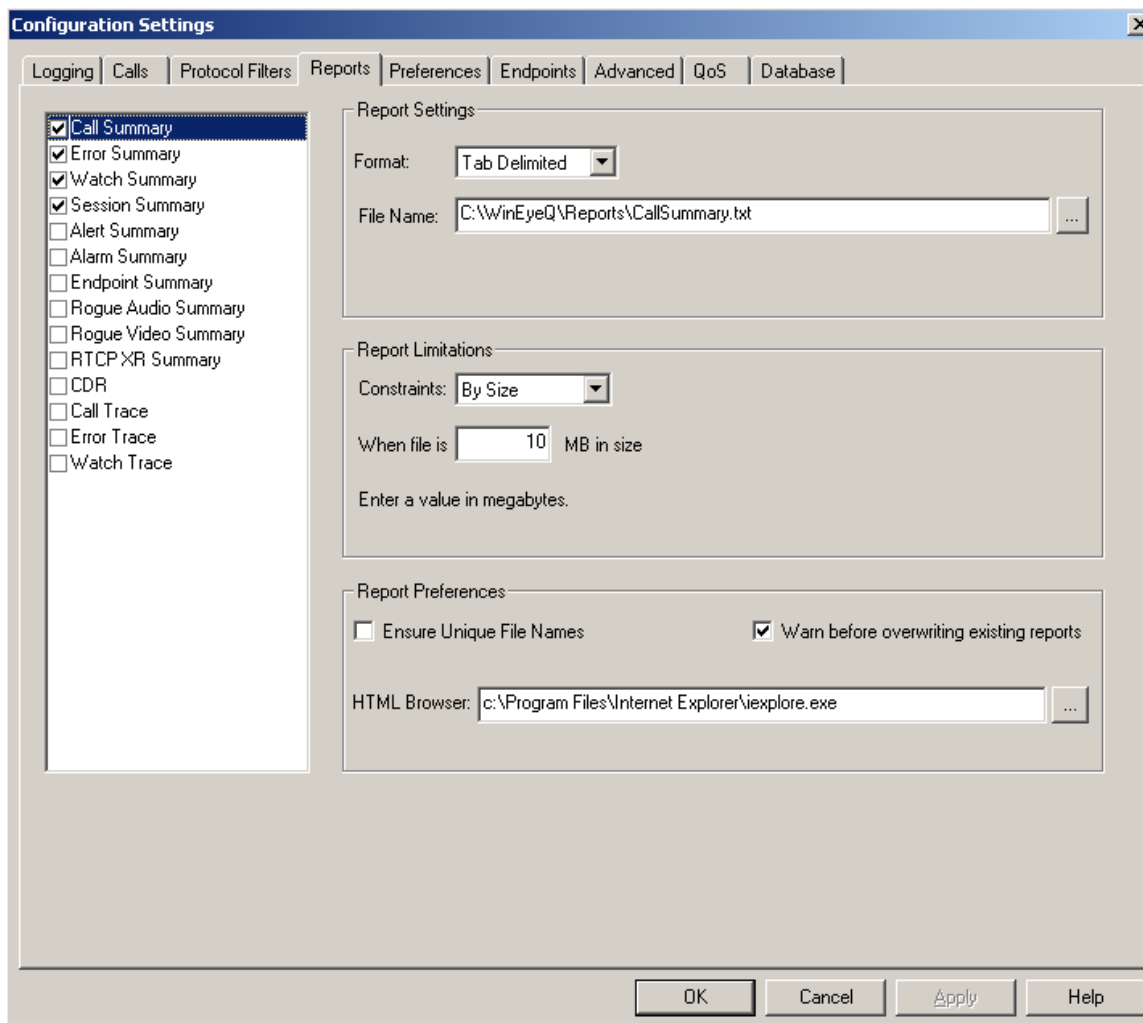 Configuration Settings
Logging Calls Protocol Filters Reports Preferences Endpoints Advanced QoS Database
Call Summary
Error Summary
Watch Summary
Session Summary
Alert Summary
Alarm Summary
Endpoint Summary
Rogue Audio Summary
Rogue Video Summary
RTCP XR Summary
CDR
Call Trace
Error Trace
Watch Trace
Report Settings
Format: Tab Delimited
File Name: C:\WinEyeQ\Reports\CallSummary.txt ...
Report Limitations
Constraints: By Size
When file is 10 MB in size
Enter a value in megabytes.
Report Preferences
Ensure Unique File Names Warn before overwriting existing reports
HTML Browser: c:\Program Files\Internet Explorer\iexplore.exe ...
OK Cancel Apply Help